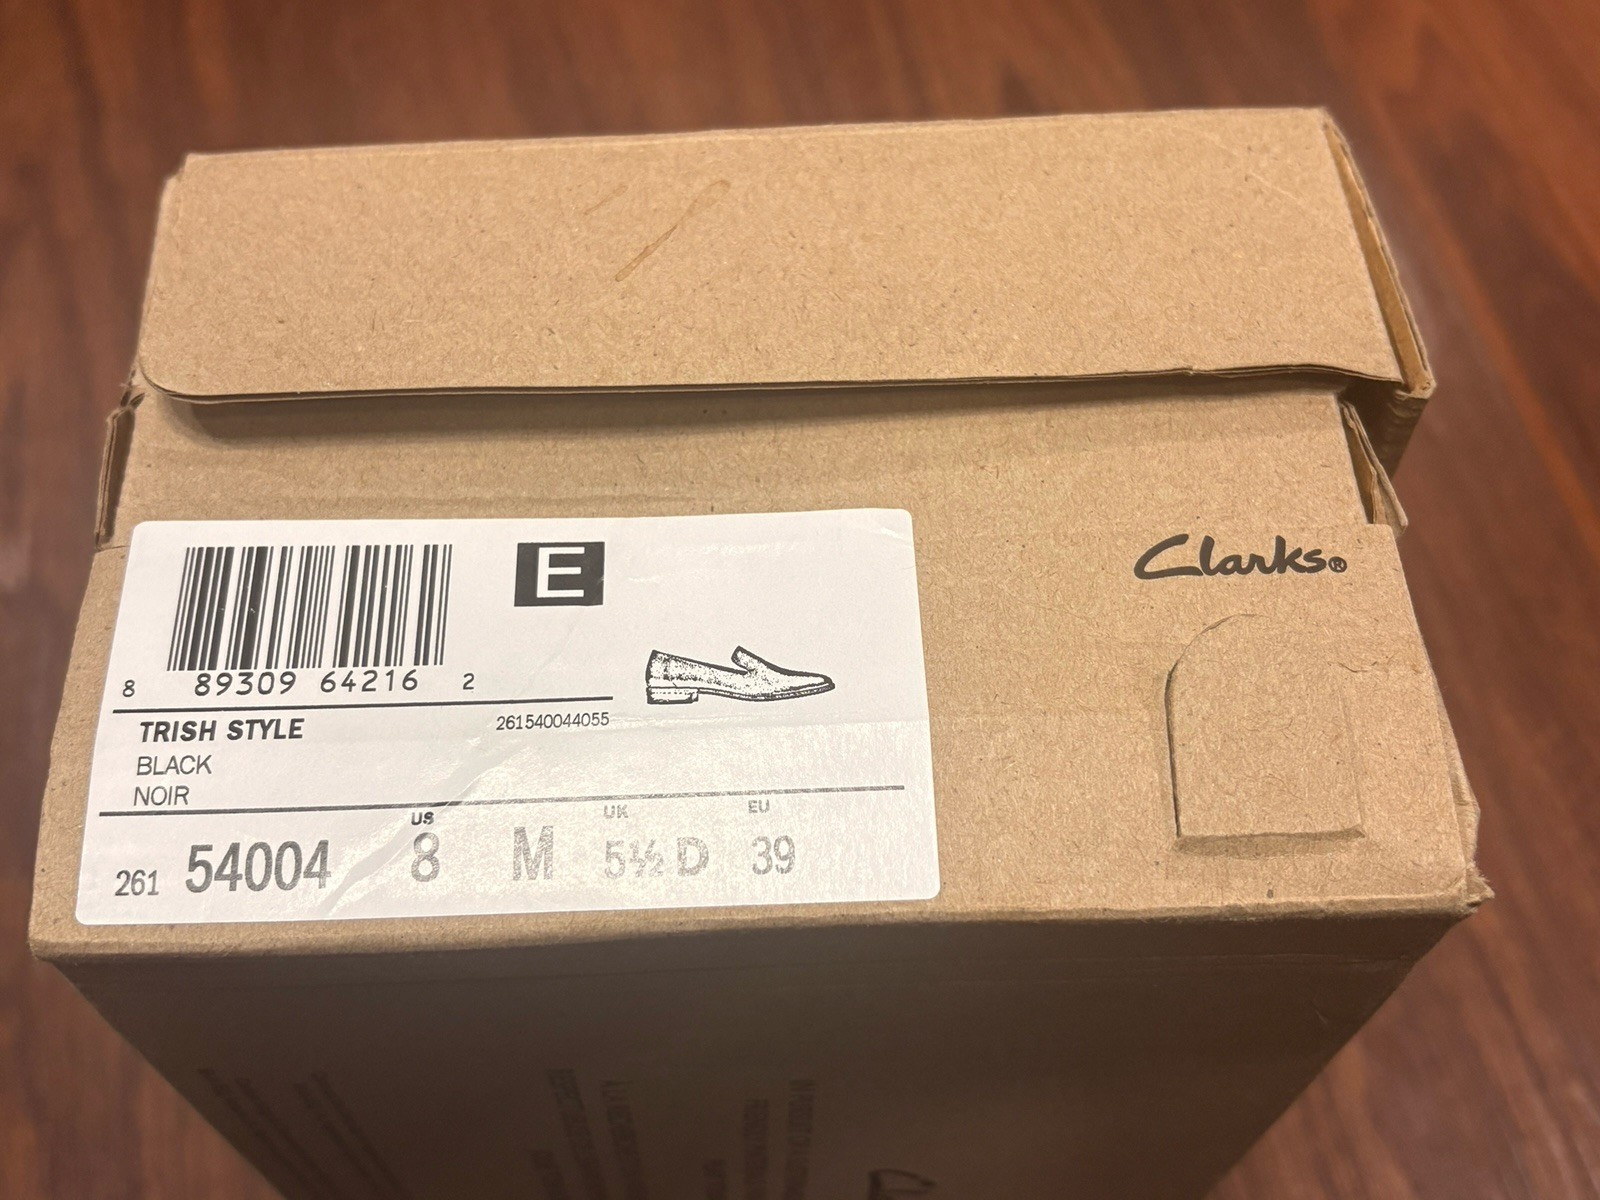 E
Clarks®
8 89309 64216 2
TRISH STYLE 261540044055
BLACK
NOIR
US UK EU
261 54004 8 M 5½ D 39